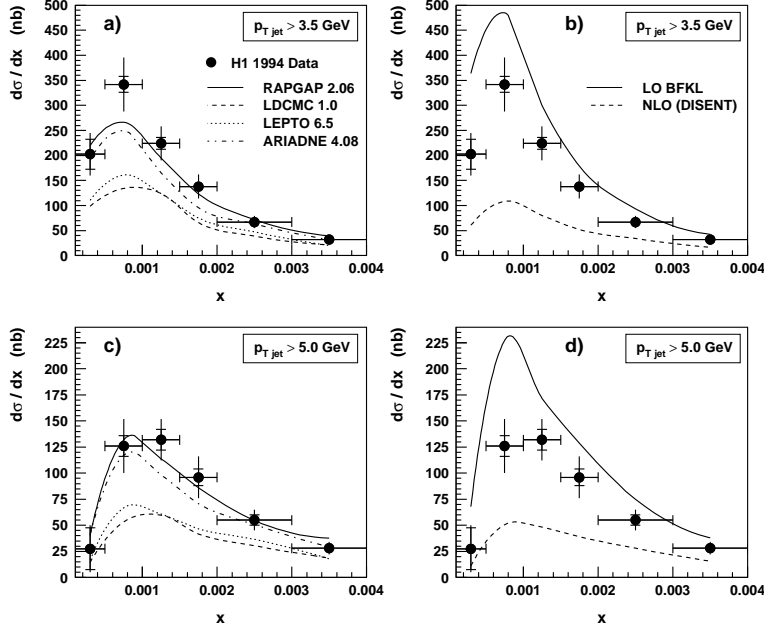 dσ / dx (nb)
500
450
400
350
300
250
200
150
100
50
0
a)
p T jet > 3.5 GeV
H1 1994 Data
RAPGAP 2.06
LDCMC 1.0
LEPTO 6.5
ARIADNE 4.08
0.001
0.002
0.003
0.004
x
dσ / dx (nb)
500
450
400
350
300
250
200
150
100
50
0
b)
p T jet > 3.5 GeV
LO BFKL
NLO (DISENT)
0.001
0.002
0.003
0.004
x
dσ / dx (nb)
225
200
175
150
125
100
75
50
25
0
c)
p T jet > 5.0 GeV
0.001
0.002
0.003
0.004
x
dσ / dx (nb)
225
200
175
150
125
100
75
50
25
0
d)
p T jet > 5.0 GeV
0.001
0.002
0.003
0.004
x